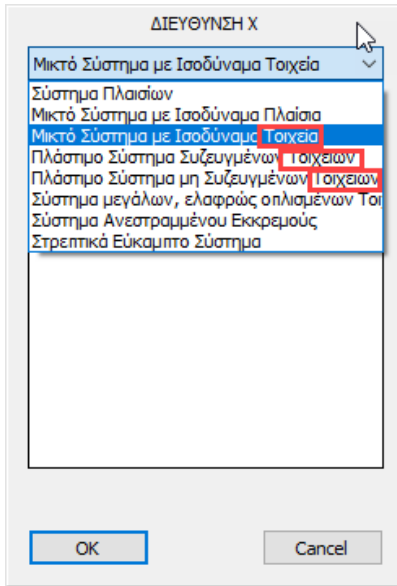 ΔΙΕΥΘΥΝΣΗ Χ
Μικτό Σύστημα με Ισοδύναμα Τοιχεία
Σύστημα Πλαισίων
Μικτό Σύστημα με Ισοδύναμα Πλαίσια
Μικτό Σύστημα με Ισοδύναμα Τοιχεία
Πλάστιμο Σύστημα Συζευγμένων Τοιχείων
Πλάστιμο Σύστημα μη Συζευγμένων Τοιχείων
Σύστημα μεγάλων, ελαφρώς οπλισμένων Τοι
Σύστημα Ανεστραμμένου Εκκρεμούς
Στρεπτικά Εύκαμπτο Σύστημα
OK Cancel